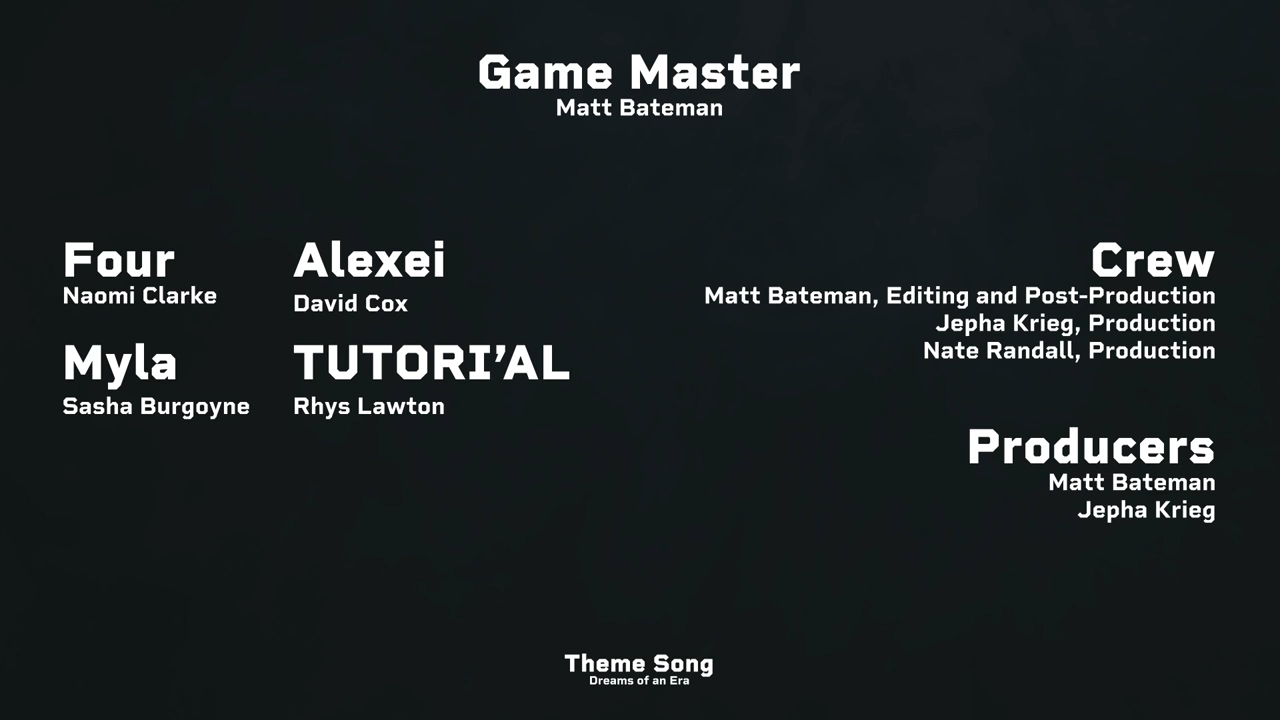 Game Master
Matt Bateman
Four
Naomi Clarke
Alexei
David Cox
Myla
Sasha Burgoyne
TUTORI’AL
Rhys Lawton
Crew
Matt Bateman, Editing and Post-Production
Jepha Krieg, Production
Nate Randall, Production
Producers
Matt Bateman
Jepha Krieg
Theme Song
Dreams of an Era